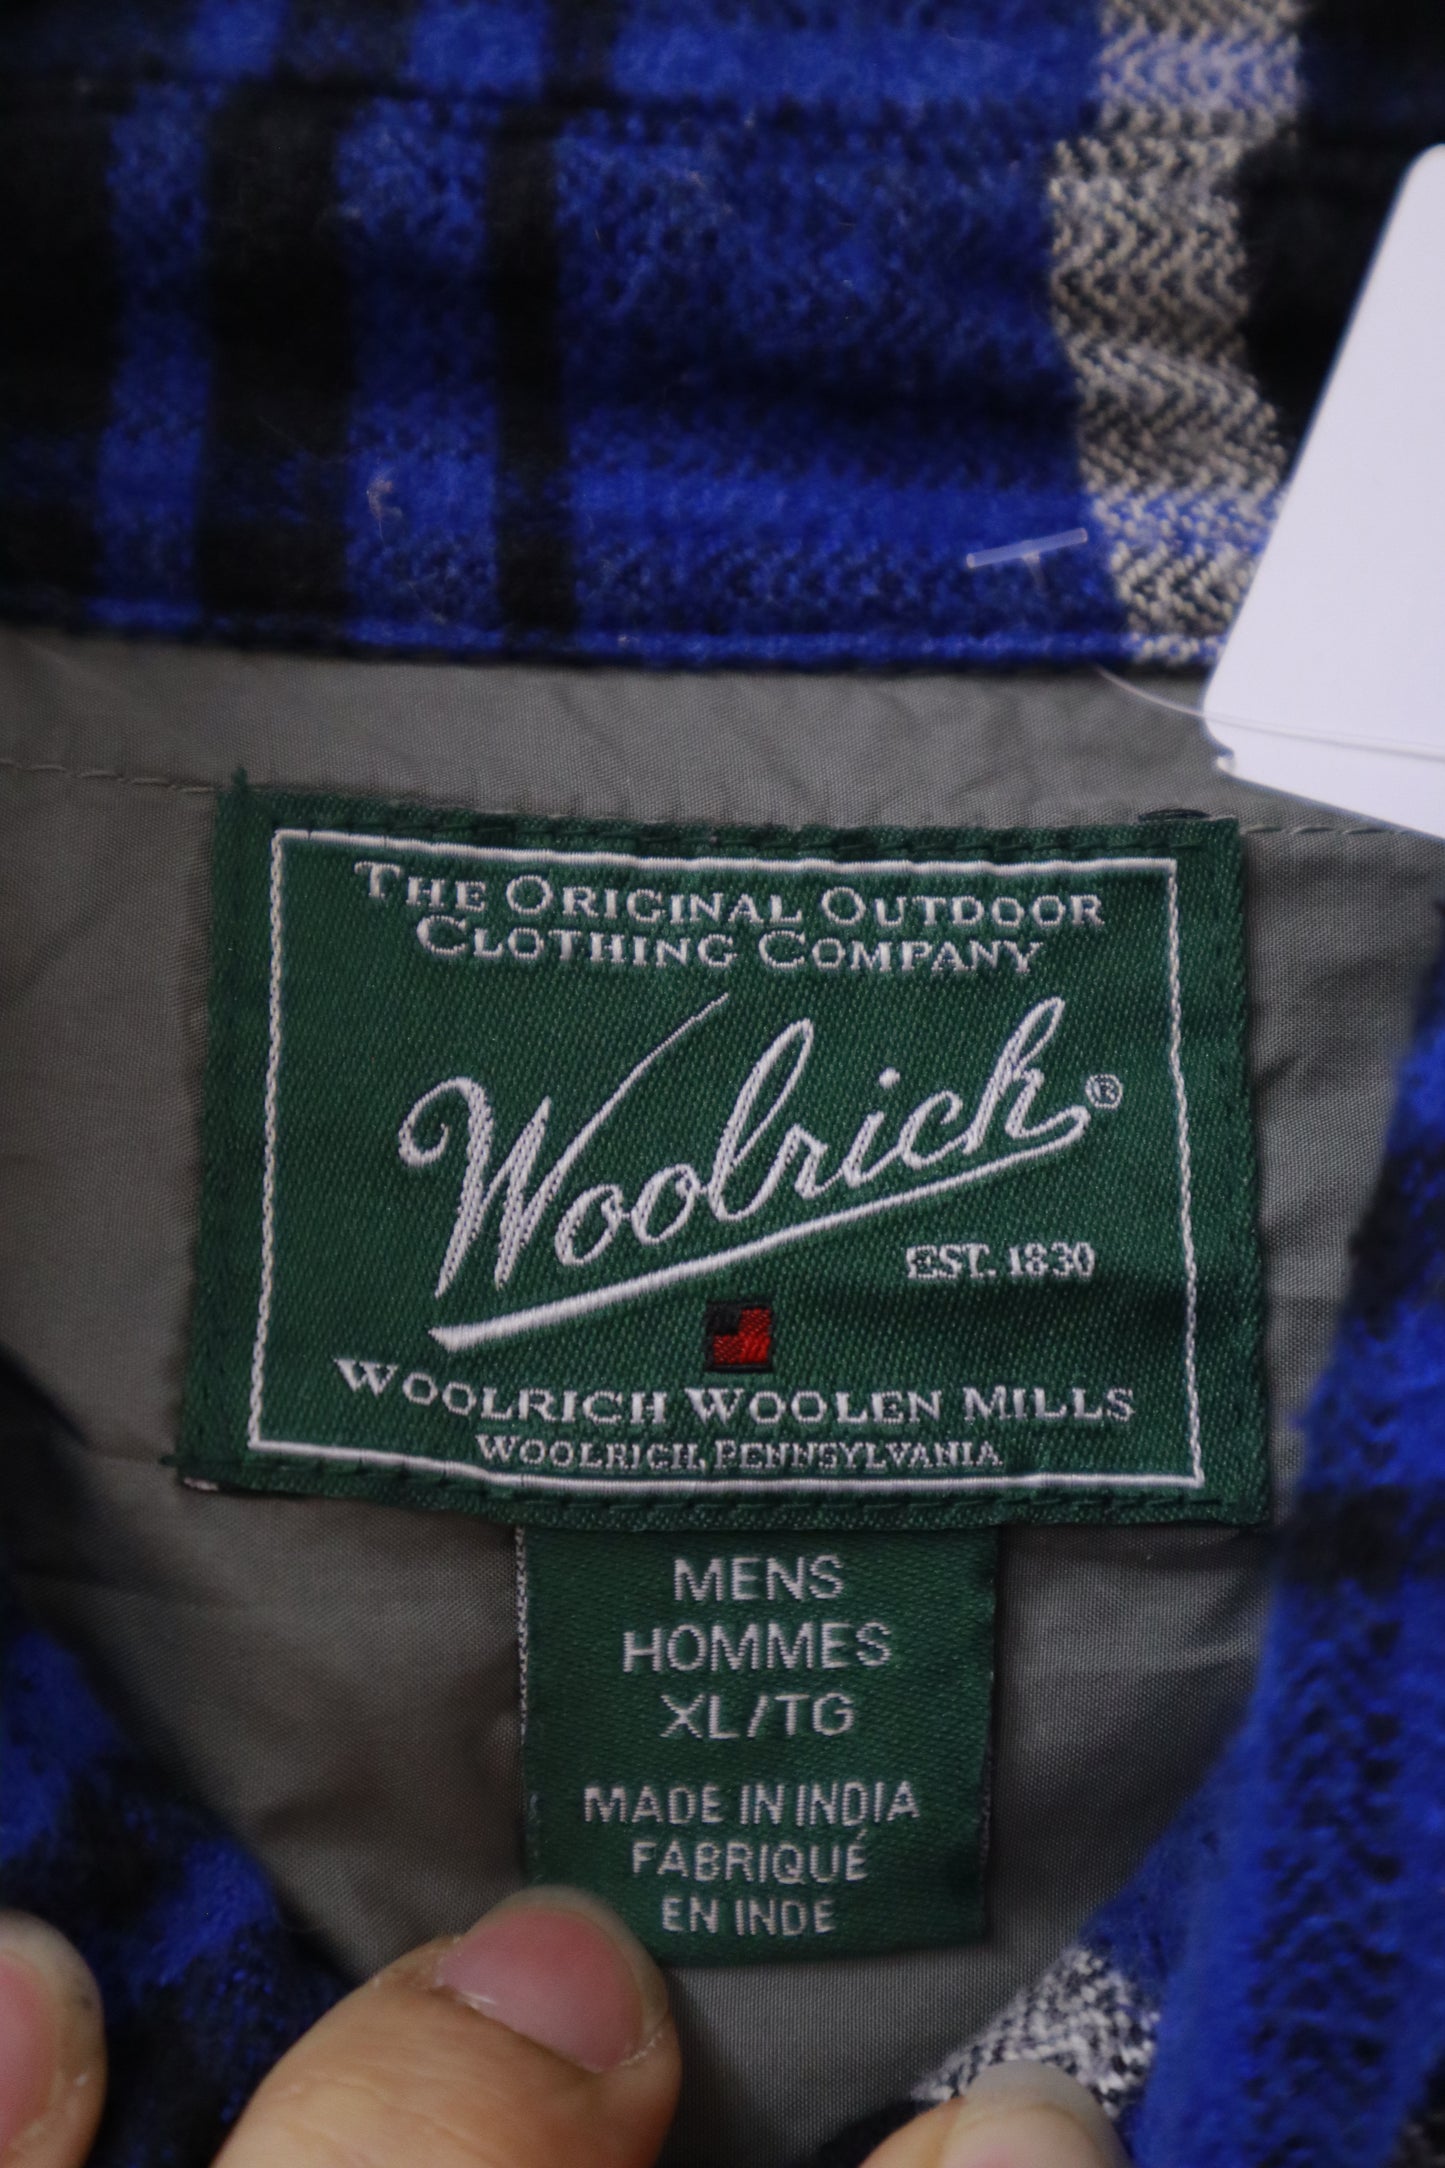 THE ORIGINAL OUTDOOR
CLOTHING COMPANY
Woolrich®
EST. 1830
WOOLRICH WOOLEN MILLS
WOOLRICH, PENNSYLVANIA
MENS
HOMMES
XL/TG
MADE IN INDIA
FABRIQUÉ
EN INDE